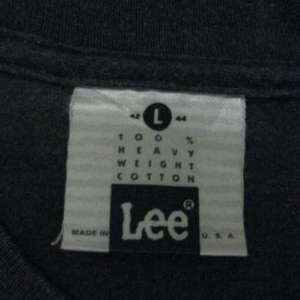 42 L 44
100%
HEAVY
WEIGHT
COTTON
Lee®
MADE IN U.S.A.